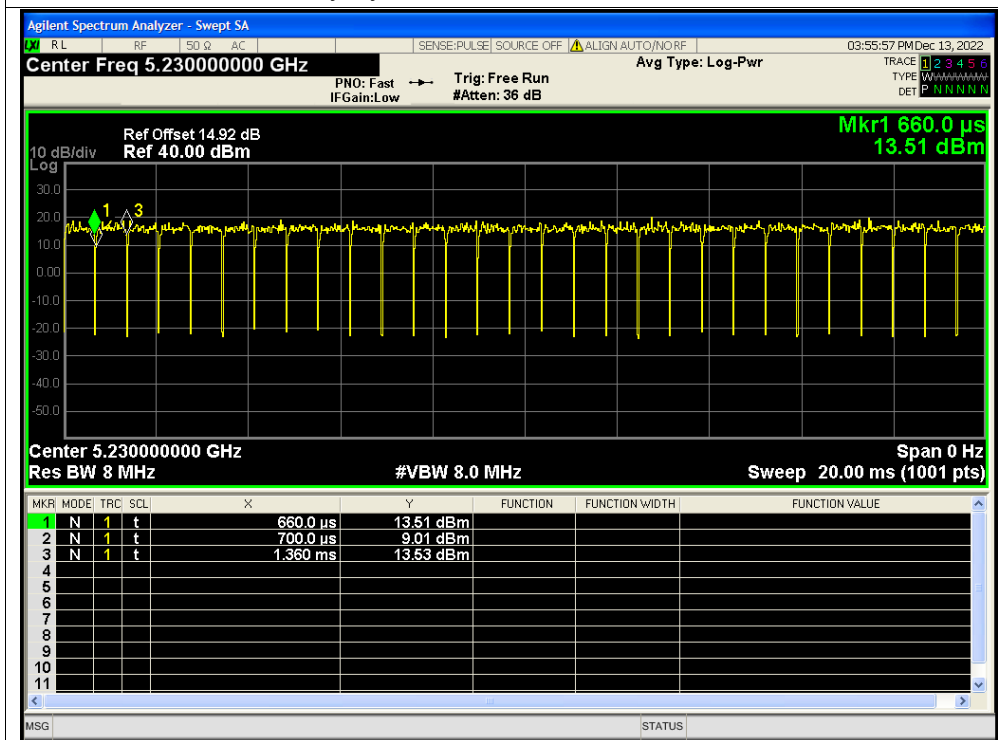 Agilent Spectrum Analyzer - Swept SA
LXI RL RF 50 Ω AC SENSE:PULSE SOURCE OFF ALIGN AUTO/NORF 03:55:57 PM Dec 13, 2022
Center Freq 5.230000000 GHz
PNO: Fast
IFGain:Low
Trig: Free Run
#Atten: 36 dB
Avg Type: Log-Pwr
TRACE 1 2 3 4 5 6
TYPE WWWWWW
DET P N N N N N
Mkr1 660.0 µs
13.51 dBm
Ref Offset 14.92 dB
10 dB/div Ref 40.00 dBm
Log
30.0
20.0
10.0
0.00
-10.0
-20.0
-30.0
-40.0
-50.0
1
3
Center 5.230000000 GHz Span 0 Hz
Res BW 8 MHz #VBW 8.0 MHz Sweep 20.00 ms (1001 pts)
MKR MODE TRC SCL X Y FUNCTION FUNCTION WIDTH FUNCTION VALUE
1 N 1 t 660.0 µs 13.51 dBm
2 N 1 t 700.0 µs 9.01 dBm
3 N 1 t 1.360 ms 13.53 dBm
4
5
6
7
8
9
10
11
MSG STATUS